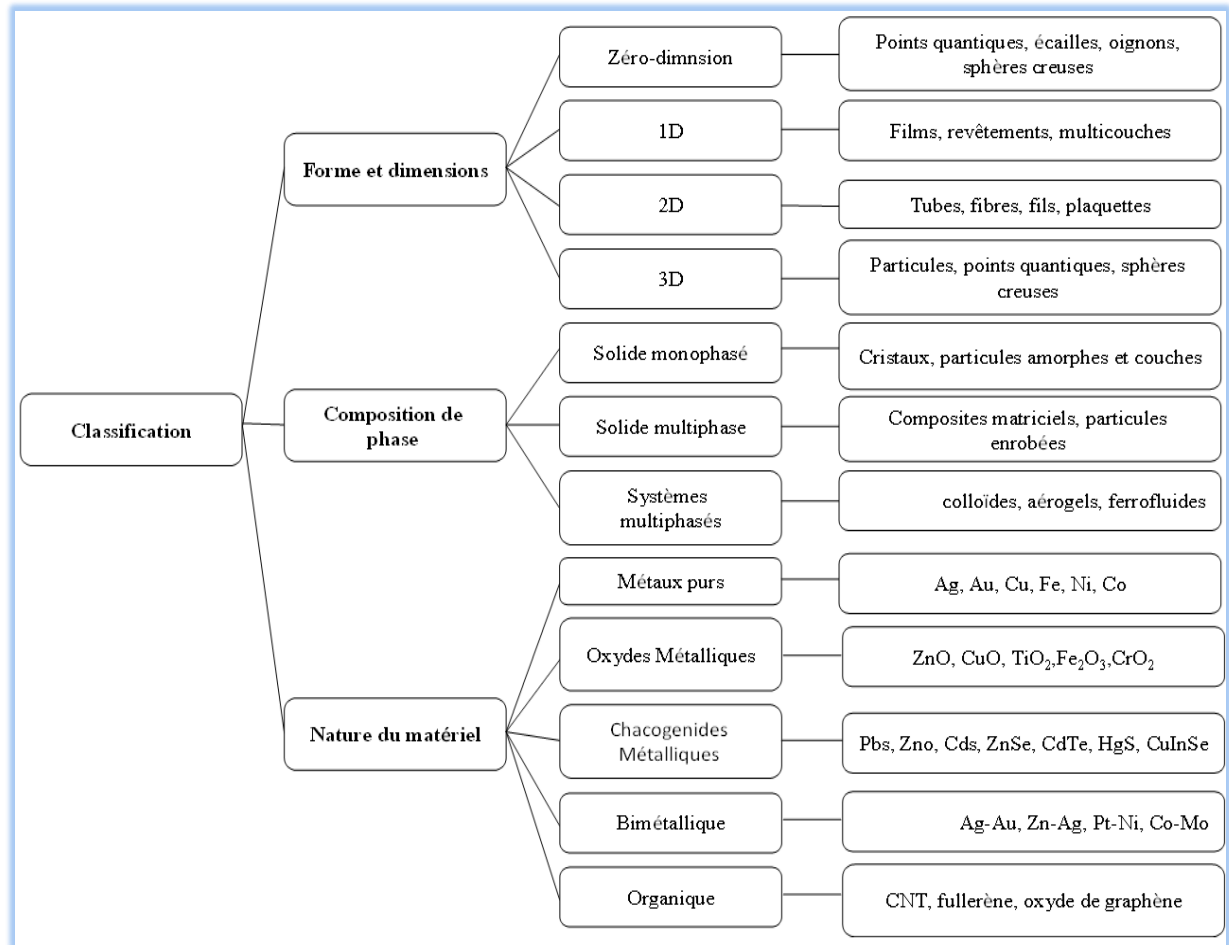 Classification
Forme et dimensions
Zéro-dimnsion
Points quantiques, écailles, oignons,
sphères creuses
1D
Films, revêtements, multicouches
2D
Tubes, fibres, fils, plaquettes
3D
Particules, points quantiques, sphères
creuses
Composition de
phase
Solide monophasé
Cristaux, particules amorphes et couches
Solide multiphase
Composites matriciels, particules
enrobées
Systèmes
multiphasés
colloïdes, aérogels, ferrofluides
Nature du matériel
Métaux purs
Ag, Au, Cu, Fe, Ni, Co
Oxydes Métalliques
ZnO, CuO, TiO₂,Fe₂O₃,CrO₂
Chacogenides
Métalliques
Pbs, Zno, Cds, ZnSe, CdTe, HgS, CuInSe
Bimétallique
Ag-Au, Zn-Ag, Pt-Ni, Co-Mo
Organique
CNT, fullerène, oxyde de graphène